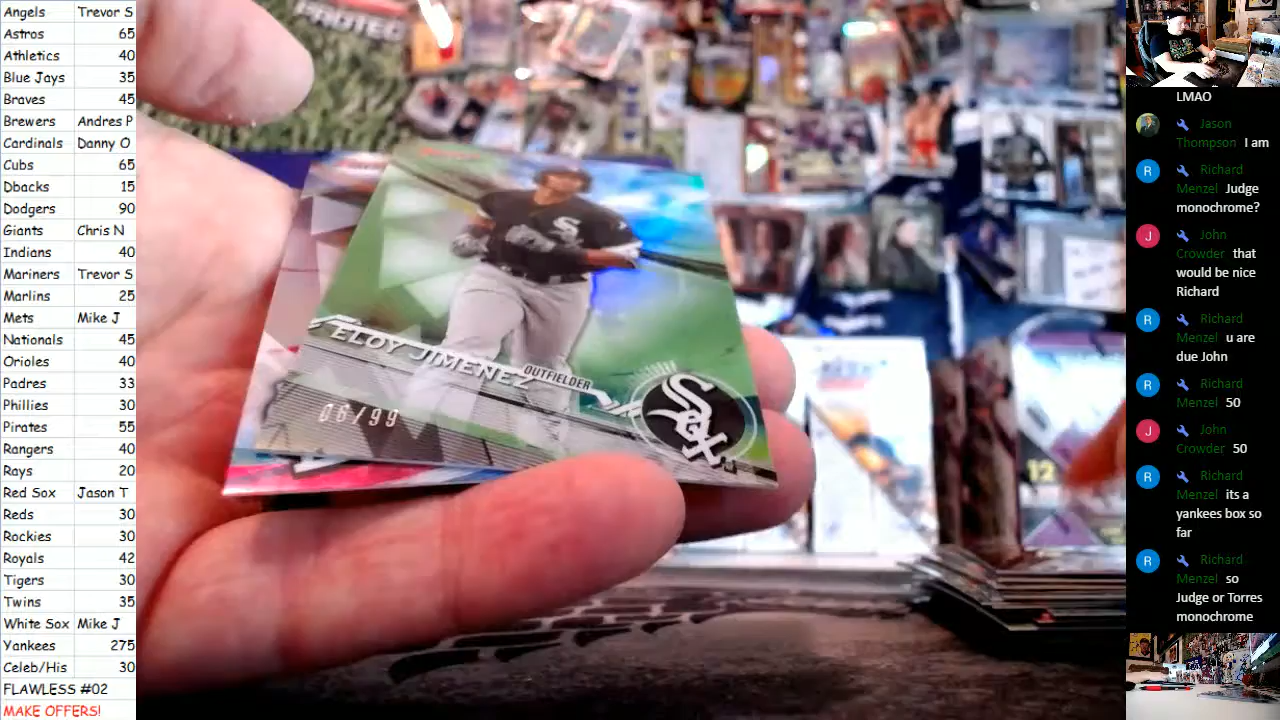 Angels Trevor S
Astros 65
Athletics 40
Blue Jays 35
Braves 45
Brewers Andres P
Cardinals Danny O
Cubs 65
Dbacks 15
Dodgers 90
Giants Chris N
Indians 40
Mariners Trevor S
Marlins 25
Mets Mike J
Nationals 45
Orioles 40
Padres 33
Phillies 30
Pirates 55
Rangers 40
Rays 20
Red Sox Jason T
Reds 30
Rockies 30
Royals 42
Tigers 30
Twins 35
White Sox Mike J
Yankees 275
Celeb/His 30
FLAWLESS #02
MAKE OFFERS!
PROTEC
ELOY JIMENEZ
OUTFIELDER
06/99
SOX
12
LMAO
Jason
Thompson I am
Richard
Menzel Judge
monochrome?
John
Crowder that
would be nice
Richard
Richard
Menzel u are
due John
Richard
Menzel 50
John
Crowder 50
Richard
Menzel its a
yankees box so
far
Richard
Menzel so
Judge or Torres
monochrome